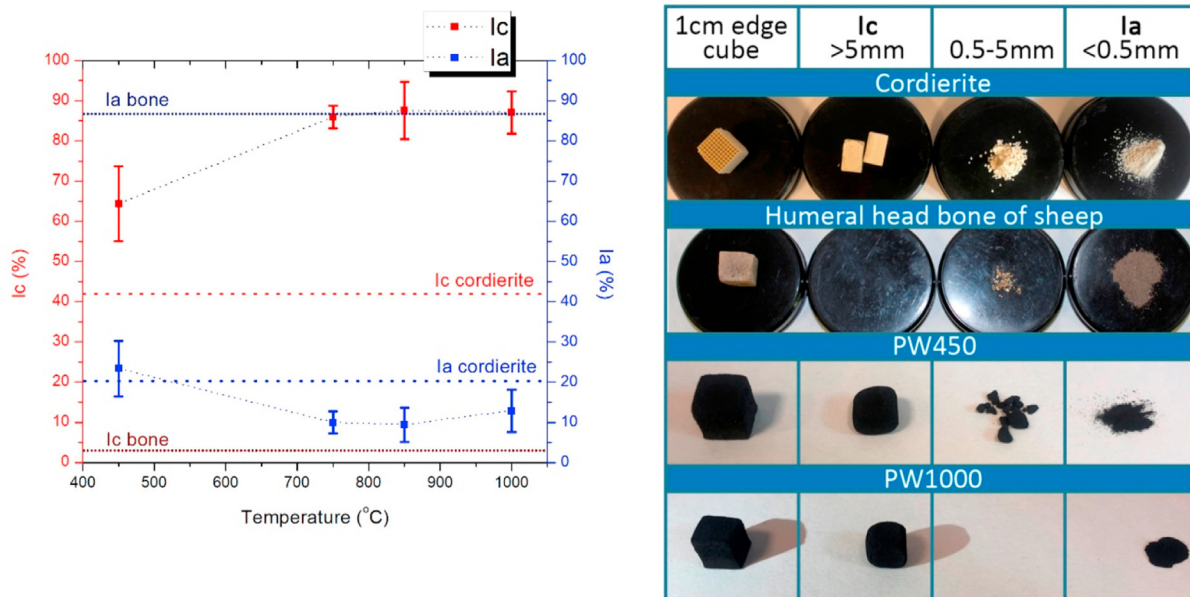 Ic
Ia
100
90
80
70
60
50
40
30
20
10
0
Ic (%)
100
90
80
70
60
50
40
30
20
10
0
Ia (%)
Ia bone
Ic cordierite
Ia cordierite
Ic bone
400 500 600 700 800 900 1000
Temperature (°C)
1cm edge cube
Ic >5mm
0.5-5mm
Ia <0.5mm
Cordierite
Humeral head bone of sheep
PW450
PW1000